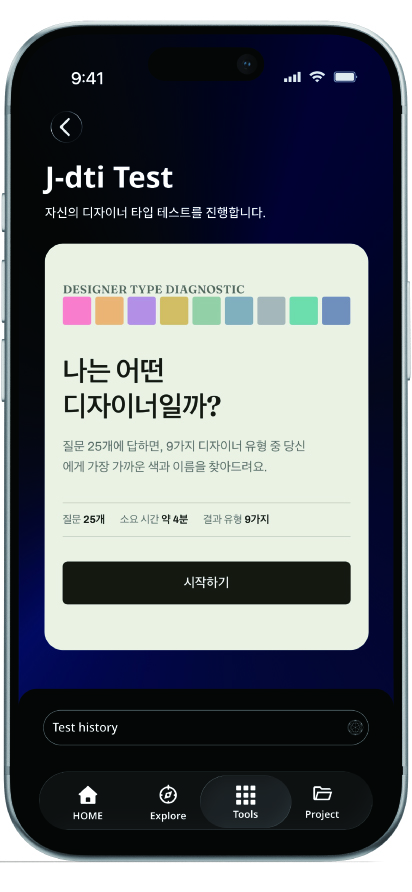 9:41
J-dti Test
자신의 디자이너 타입 테스트를 진행합니다.
DESIGNER TYPE DIAGNOSTIC
나는 어떤
디자이너일까?
질문 25개에 답하면, 9가지 디자이너 유형 중 당신
에게 가장 가까운 색과 이름을 찾아드려요.
질문 25개 소요 시간 약 4분 결과 유형 9가지
시작하기
Test history
HOME Explore Tools Project